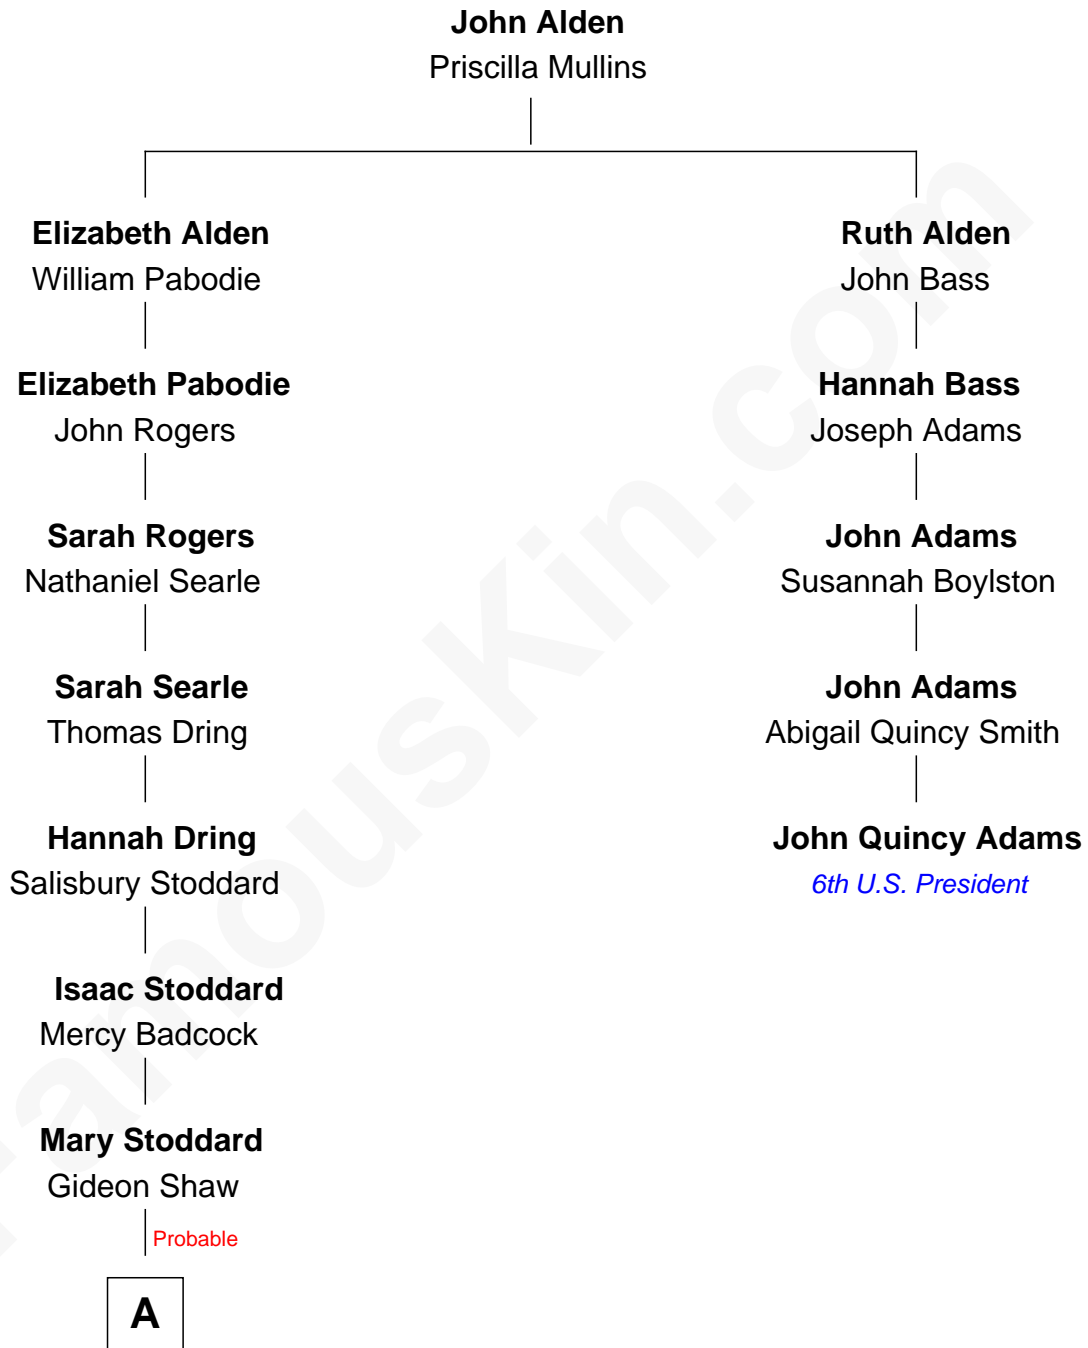 John Alden
Priscilla Mullins
Elizabeth Alden
William Pabodie
Ruth Alden
John Bass
Elizabeth Pabodie
John Rogers
Hannah Bass
Joseph Adams
Sarah Rogers
Nathaniel Searle
John Adams
Susannah Boylston
Sarah Searle
Thomas Dring
John Adams
Abigail Quincy Smith
Hannah Dring
Salisbury Stoddard
John Quincy Adams
6th U.S. President
Isaac Stoddard
Mercy Badcock
Mary Stoddard
Gideon Shaw
Probable
A
FamousKin.com